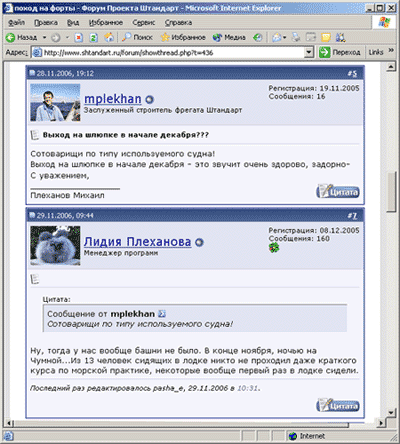 поход на форты - Форум Проекта Штандарт - Microsoft Internet Explorer
Файл Правка Вид Избранное Сервис Справка
Назад Поиск Избранное Медиа
Адрес: http://www.shtandart.ru/forum/showthread.php?t=436 Переход Links »
28.11.2006, 19:12 #5
mplekhan
Заслуженный строитель фрегата Штандарт
Регистрация: 19.11.2005
Сообщения: 16
Выход на шлюпке в начале декабря???
Сотоварищи по типу используемого судна!
Выход на шлюпке в начале декабря - это звучит очень здорово, задорно-
С уважением,
Плеханов Михаил
Цитата
29.11.2006, 09:44 #7
Лидия Плеханова
Менеджер программ
Регистрация: 08.12.2005
Сообщения: 160
Цитата:
Сообщение от mplekhan
Сотоварищи по типу используемого судна!
Ну, тогда у нас вообще башни не было. В конце ноября, ночью на
Чумной...Из 13 человек сидящих в лодке никто не проходил даже краткого
курса по морской практике, некоторые вообще первый раз в лодке сидели.
Последний раз редактировалось pasha_e, 29.11.2006 в 10:31.
Цитата
Internet